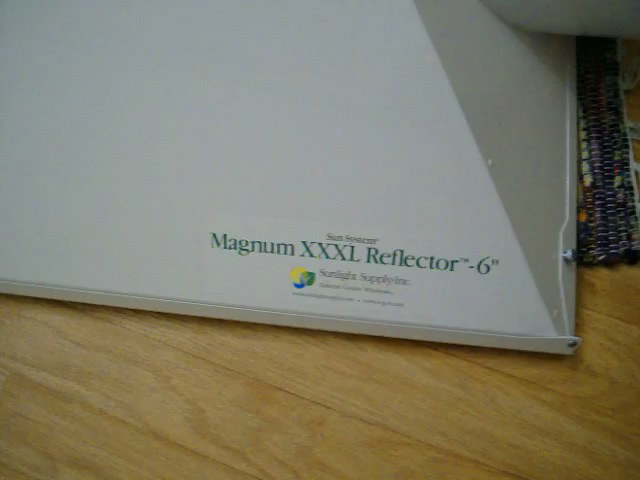 Sun System
Magnum XXXL Reflector™-6"
Sunlight Supply Inc.